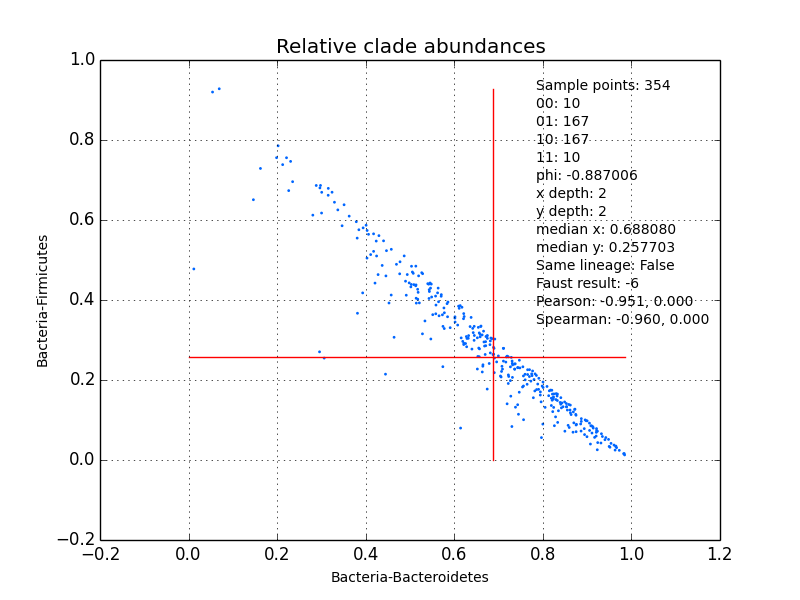 Relative clade abundances
1.0
0.8
0.6
0.4
0.2
0.0
−0.2
−0.2
0.0
0.2
0.4
0.6
0.8
1.0
1.2
Bacteria-Firmicutes
Bacteria-Bacteroidetes
Sample points: 354
00: 10
01: 167
10: 167
11: 10
phi: -0.887006
x depth: 2
y depth: 2
median x: 0.688080
median y: 0.257703
Same lineage: False
Faust result: -6
Pearson: -0.951, 0.000
Spearman: -0.960, 0.000